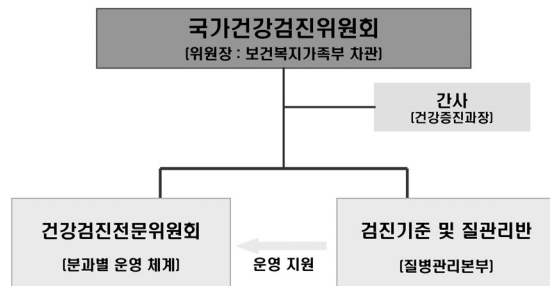 국가건강검진위원회
(위원장 : 보건복지가족부 차관)
간사
(건강증진과장)
건강검진전문위원회
(분과별 운영 체계)
운영 지원
검진기준 및 질관리반
(질병관리본부)